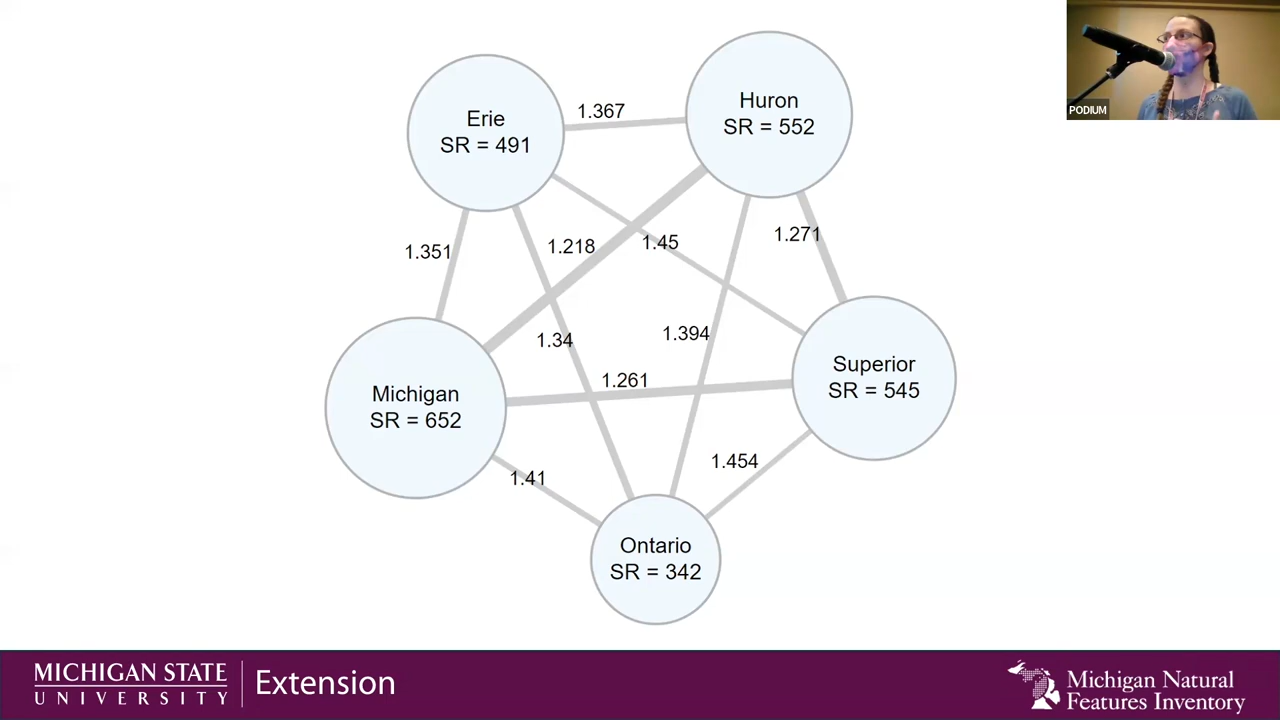 Erie
SR = 491
1.367
Huron
SR = 552
PODIUM
1.351
1.218
1.45
1.271
1.34
1.394
1.261
Michigan
SR = 652
Superior
SR = 545
1.41
1.454
Ontario
SR = 342
MICHIGAN STATE
UNIVERSITY
Extension
Michigan Natural
Features Inventory